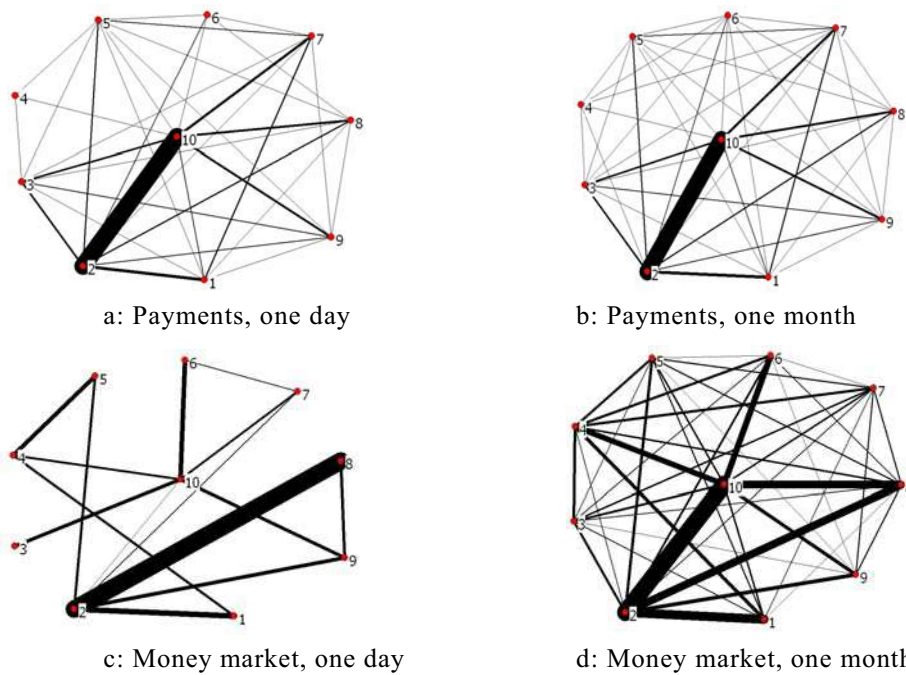 5 6 7 4 10 8 3 9 2 1
6 5 7 4 10 8 3 9 2 1
a: Payments, one day b: Payments, one month
6 5 7 4 8 10 3 9 2 1
5 6 7 4 10 3 9 2 1
c: Money market, one day d: Money market, one month